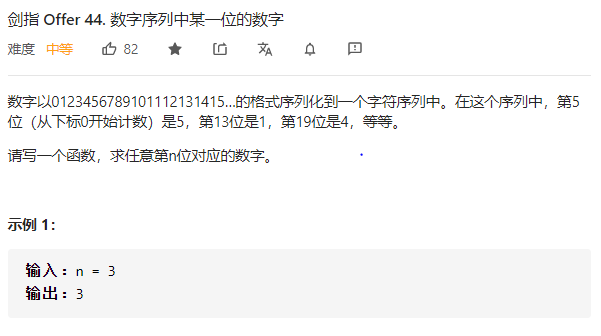 剑指 Offer 44. 数字序列中某一位的数字
难度 中等 82
数字以0123456789101112131415…的格式序列化到一个字符序列中。在这个序列中，第5
位（从下标0开始计数）是5，第13位是1，第19位是4，等等。
请写一个函数，求任意第n位对应的数字。
示例 1：
输入：n = 3
输出：3